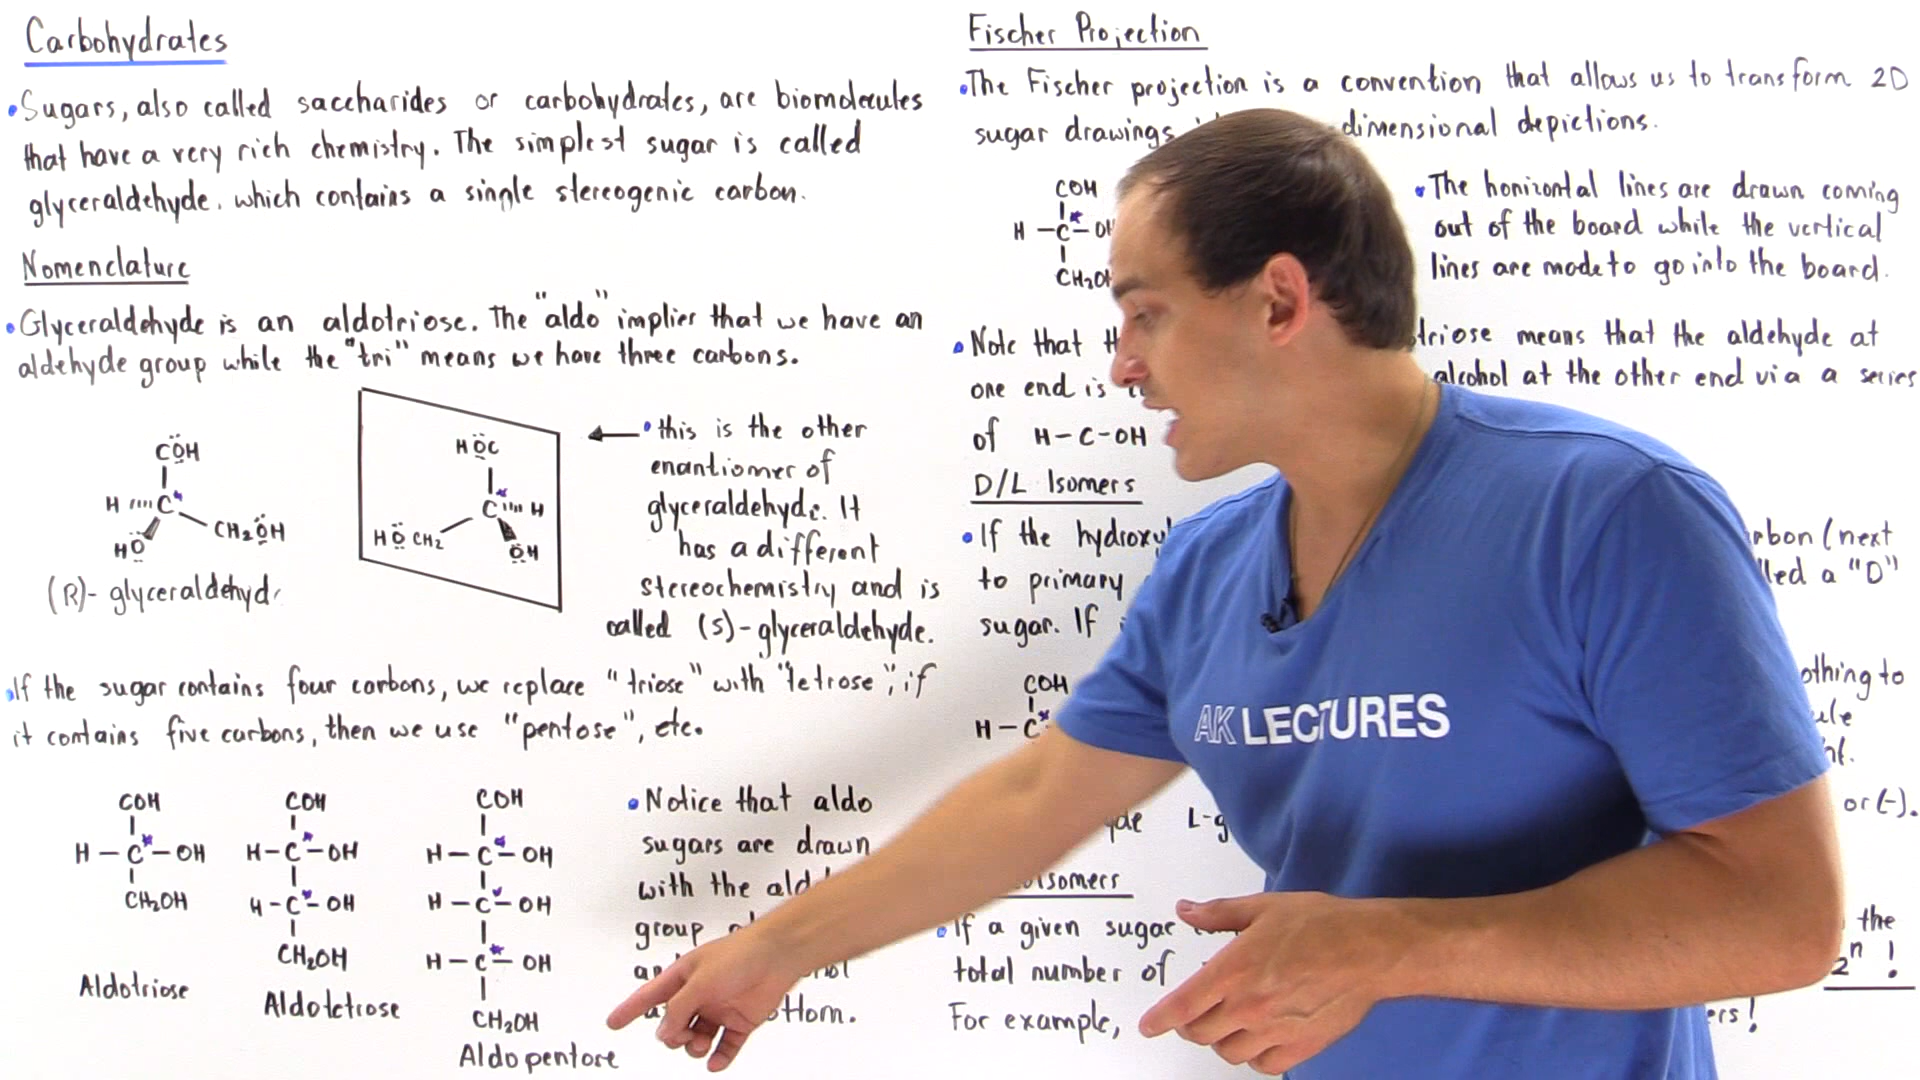 Carbohydrates
•Sugars, also called saccharides or carbohydrates, are biomolecules
that have a very rich chemistry. The simplest sugar is called
glyceraldehyde, which contains a single stereogenic carbon.
Nomenclature
•Glyceraldehyde is an aldotriose. The "aldo" implies that we have an
aldehyde group while the "tri" means we have three carbons.
COH
H C*
HO
CH2OH
(R)- glyceraldehyd
HOC
C* H
HO CH2
OH
•this is the other
enantiomer of
glyceraldehyde. It
has a different
stereochemistry and is
called (S)-glyceraldehyde.
•If the sugar contains four carbons, we replace "triose" with "tetrose", if
it contains five carbons, then we use "pentose", etc.
COH
H – C* – OH
CH2OH
Aldotriose
COH
H – C* – OH
H – C* – OH
CH2OH
Aldotetrose
COH
H – C* – OH
H – C* – OH
H – C* – OH
CH2OH
Aldopentose
•Notice that aldo
sugars are drawn
with the
group
ottom.
Fischer Projection
•The Fischer projection is a convention that allows us to transform 2D
sugar drawings dimensional depictions.
COH
H – C* –
•The horizontal lines are drawn coming
out of the board while the vertical
lines are made to go into the board.
•Note that triose means that the aldehyde at
one end is alcohol at the other end via a series
of H – C – OH
D/L Isomers
•If the (next
to primary a "D"
sugar. If
COH
H – C*
to
or (-).
L-g
isomers
•If a given sugar the
total number of 2ⁿ !
For example,
AK LECTURES